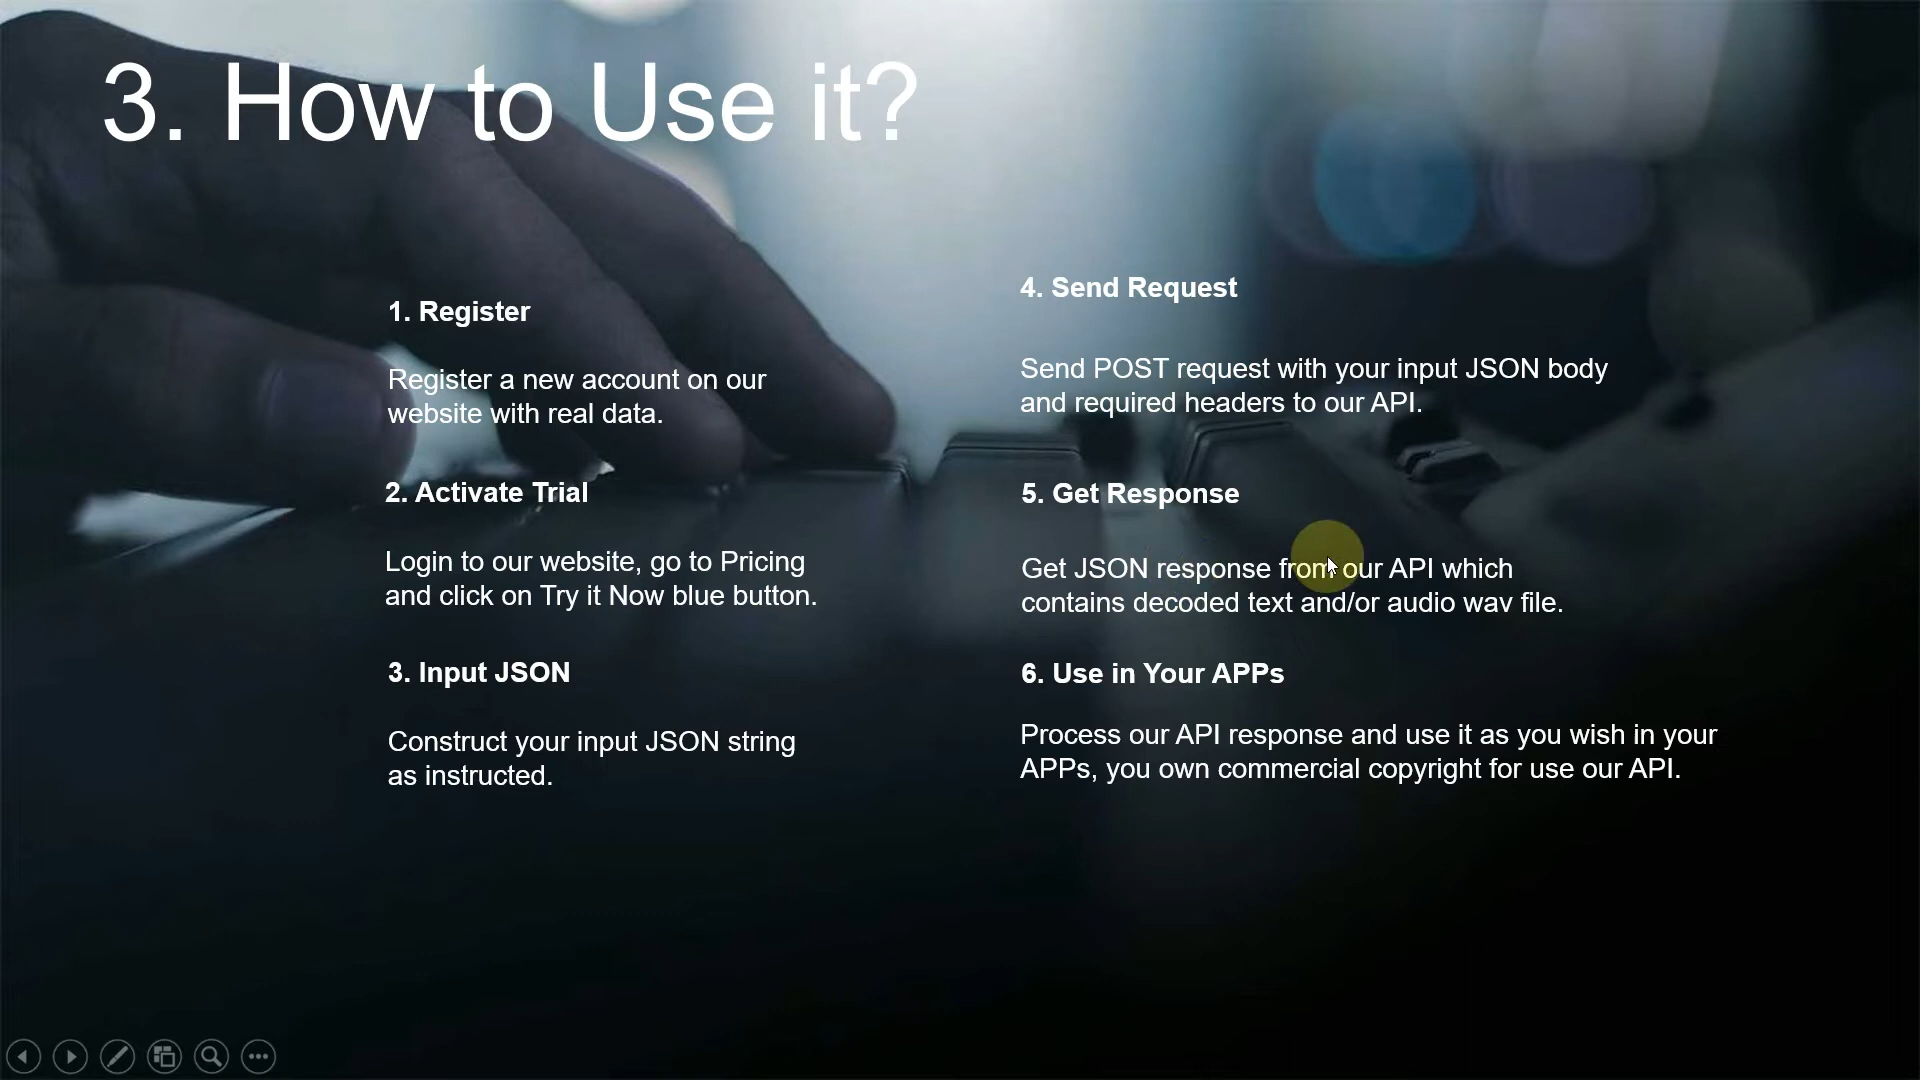 3. How to Use it?
1. Register
Register a new account on our
website with real data.
2. Activate Trial
Login to our website, go to Pricing
and click on Try it Now blue button.
3. Input JSON
Construct your input JSON string
as instructed.
4. Send Request
Send POST request with your input JSON body
and required headers to our API.
5. Get Response
Get JSON response from our API which
contains decoded text and/or audio wav file.
6. Use in Your APPs
Process our API response and use it as you wish in your
APPs, you own commercial copyright for use our API.